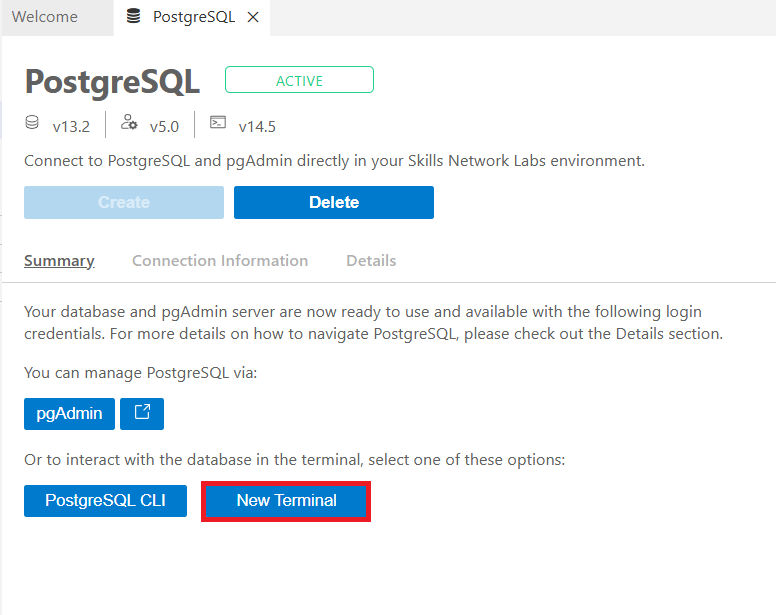 Welcome
PostgreSQL
PostgreSQL
ACTIVE
v13.2
v5.0
v14.5
Connect to PostgreSQL and pgAdmin directly in your Skills Network Labs environment.
Create
Delete
Summary
Connection Information
Details
Your database and pgAdmin server are now ready to use and available with the following login
credentials. For more details on how to navigate PostgreSQL, please check out the Details section.
You can manage PostgreSQL via:
pgAdmin
Or to interact with the database in the terminal, select one of these options:
PostgreSQL CLI
New Terminal